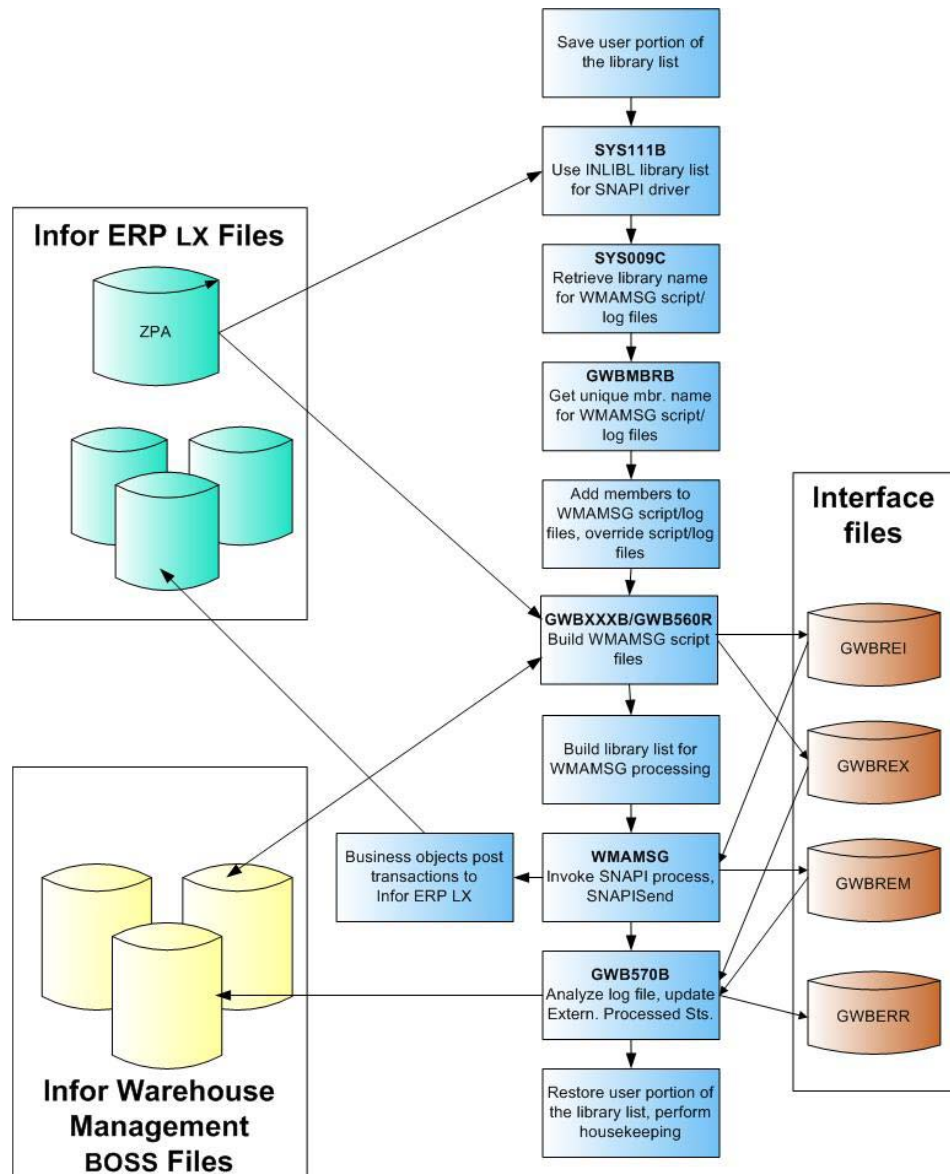 Save user portion of
the library list
SYS111B
Use INLIBL library list
for SNAPI driver
Infor ERP LX Files
ZPA
SYS009C
Retrieve library name
for WMAMSG script/
log files
GWBMBRB
Get unique mbr. name
for WMAMSG script/
log files
Add members to
WMAMSG script/log
files, override script/log
files
Interface
files
GWBXXXB/GWB560R
Build WMAMSG script
files
GWBREI
Build library list for
WMAMSG processing
GWBREX
Business objects post
transactions to
Infor ERP LX
WMAMSG
Invoke SNAPI process,
SNAPISend
GWBREM
GWB570B
Analyze log file, update
Extern. Processed Sts.
GWBERR
Restore user portion of
the library list, perform
housekeeping
Infor Warehouse
Management
BOSS Files